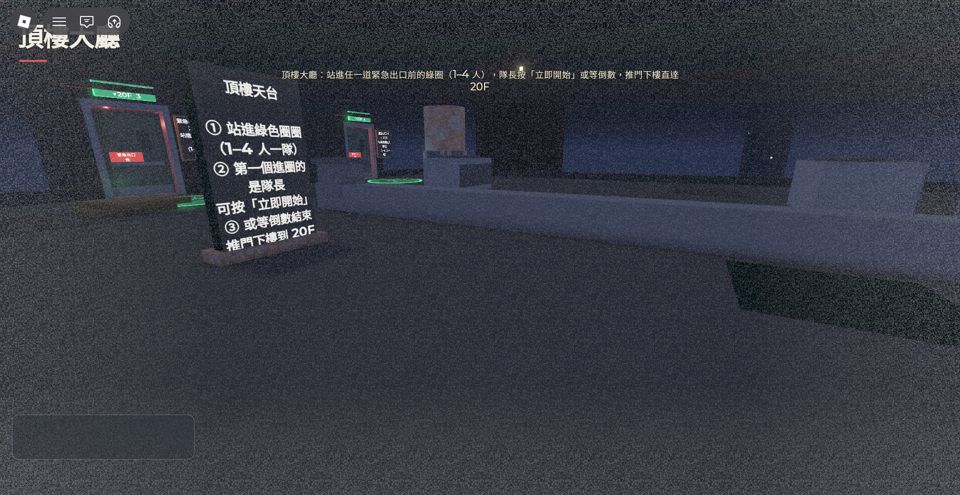 頂樓大廳
頂樓大廳：站進任一道緊急出口前的綠圈（1–4 人），隊長按「立即開始」或等倒數，推門下樓直達
20F
頂樓天台
① 站進綠色圈圈
（1–4 人一隊）
② 第一個進圈的
是隊長
可按「立即開始」
③ 或等倒數結束
推門下樓到 20F